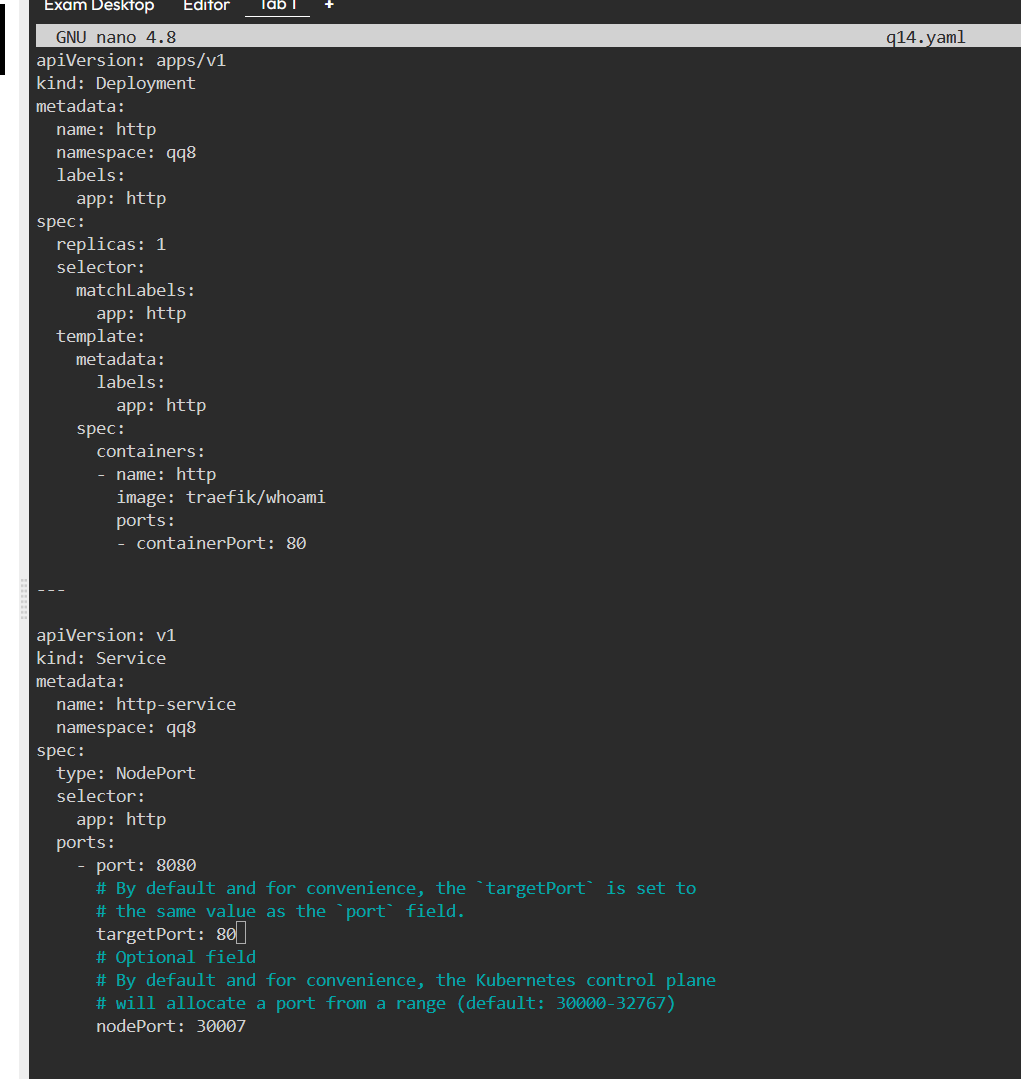 Exam Desktop Editor Tab 1 +
GNU nano 4.8 q14.yaml
apiVersion: apps/v1
kind: Deployment
metadata:
  name: http
  namespace: qq8
  labels:
    app: http
spec:
  replicas: 1
  selector:
    matchLabels:
      app: http
  template:
    metadata:
      labels:
        app: http
    spec:
      containers:
      - name: http
        image: traefik/whoami
        ports:
        - containerPort: 80
---
apiVersion: v1
kind: Service
metadata:
  name: http-service
  namespace: qq8
spec:
  type: NodePort
  selector:
    app: http
  ports:
    - port: 8080
      # By default and for convenience, the `targetPort` is set to
      # the same value as the `port` field.
      targetPort: 80
      # Optional field
      # By default and for convenience, the Kubernetes control plane
      # will allocate a port from a range (default: 30000-32767)
      nodePort: 30007